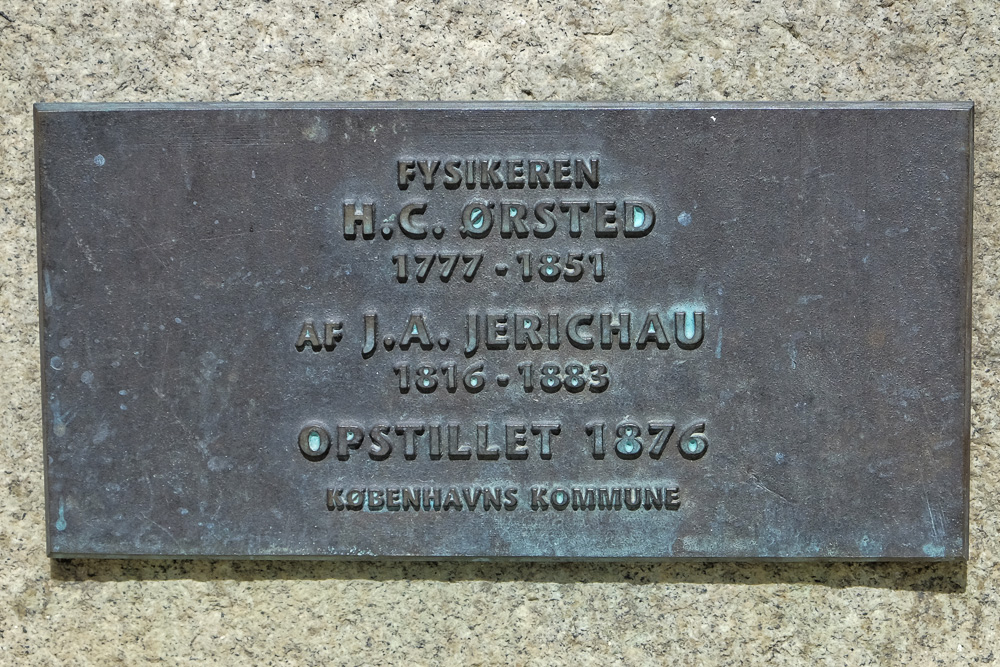 FYSIKEREN
H.C. ØRSTED
1777 - 1851
AF J.A. JERICHAU
1816 - 1883
OPSTILLET 1876
KØBENHAVNS KOMMUNE